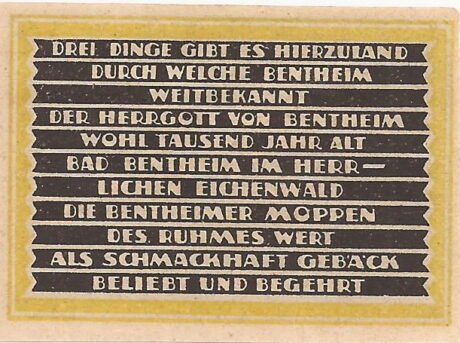 DREI DINGE GIBT ES HIERZULAND
DURCH WELCHE BENTHEIM
WEITBEKANNT
DER HERRGOTT VON BENTHEIM
WOHL TAUSEND JAHR ALT
BAD BENTHEIM IM HERR—
LICHEN EICHENWALD
DIE BENTHEIMER MOPPEN
DES RUHMES WERT
ALS SCHMACKHAFT GEBÄCK
BELIEBT UND BEGEHRT